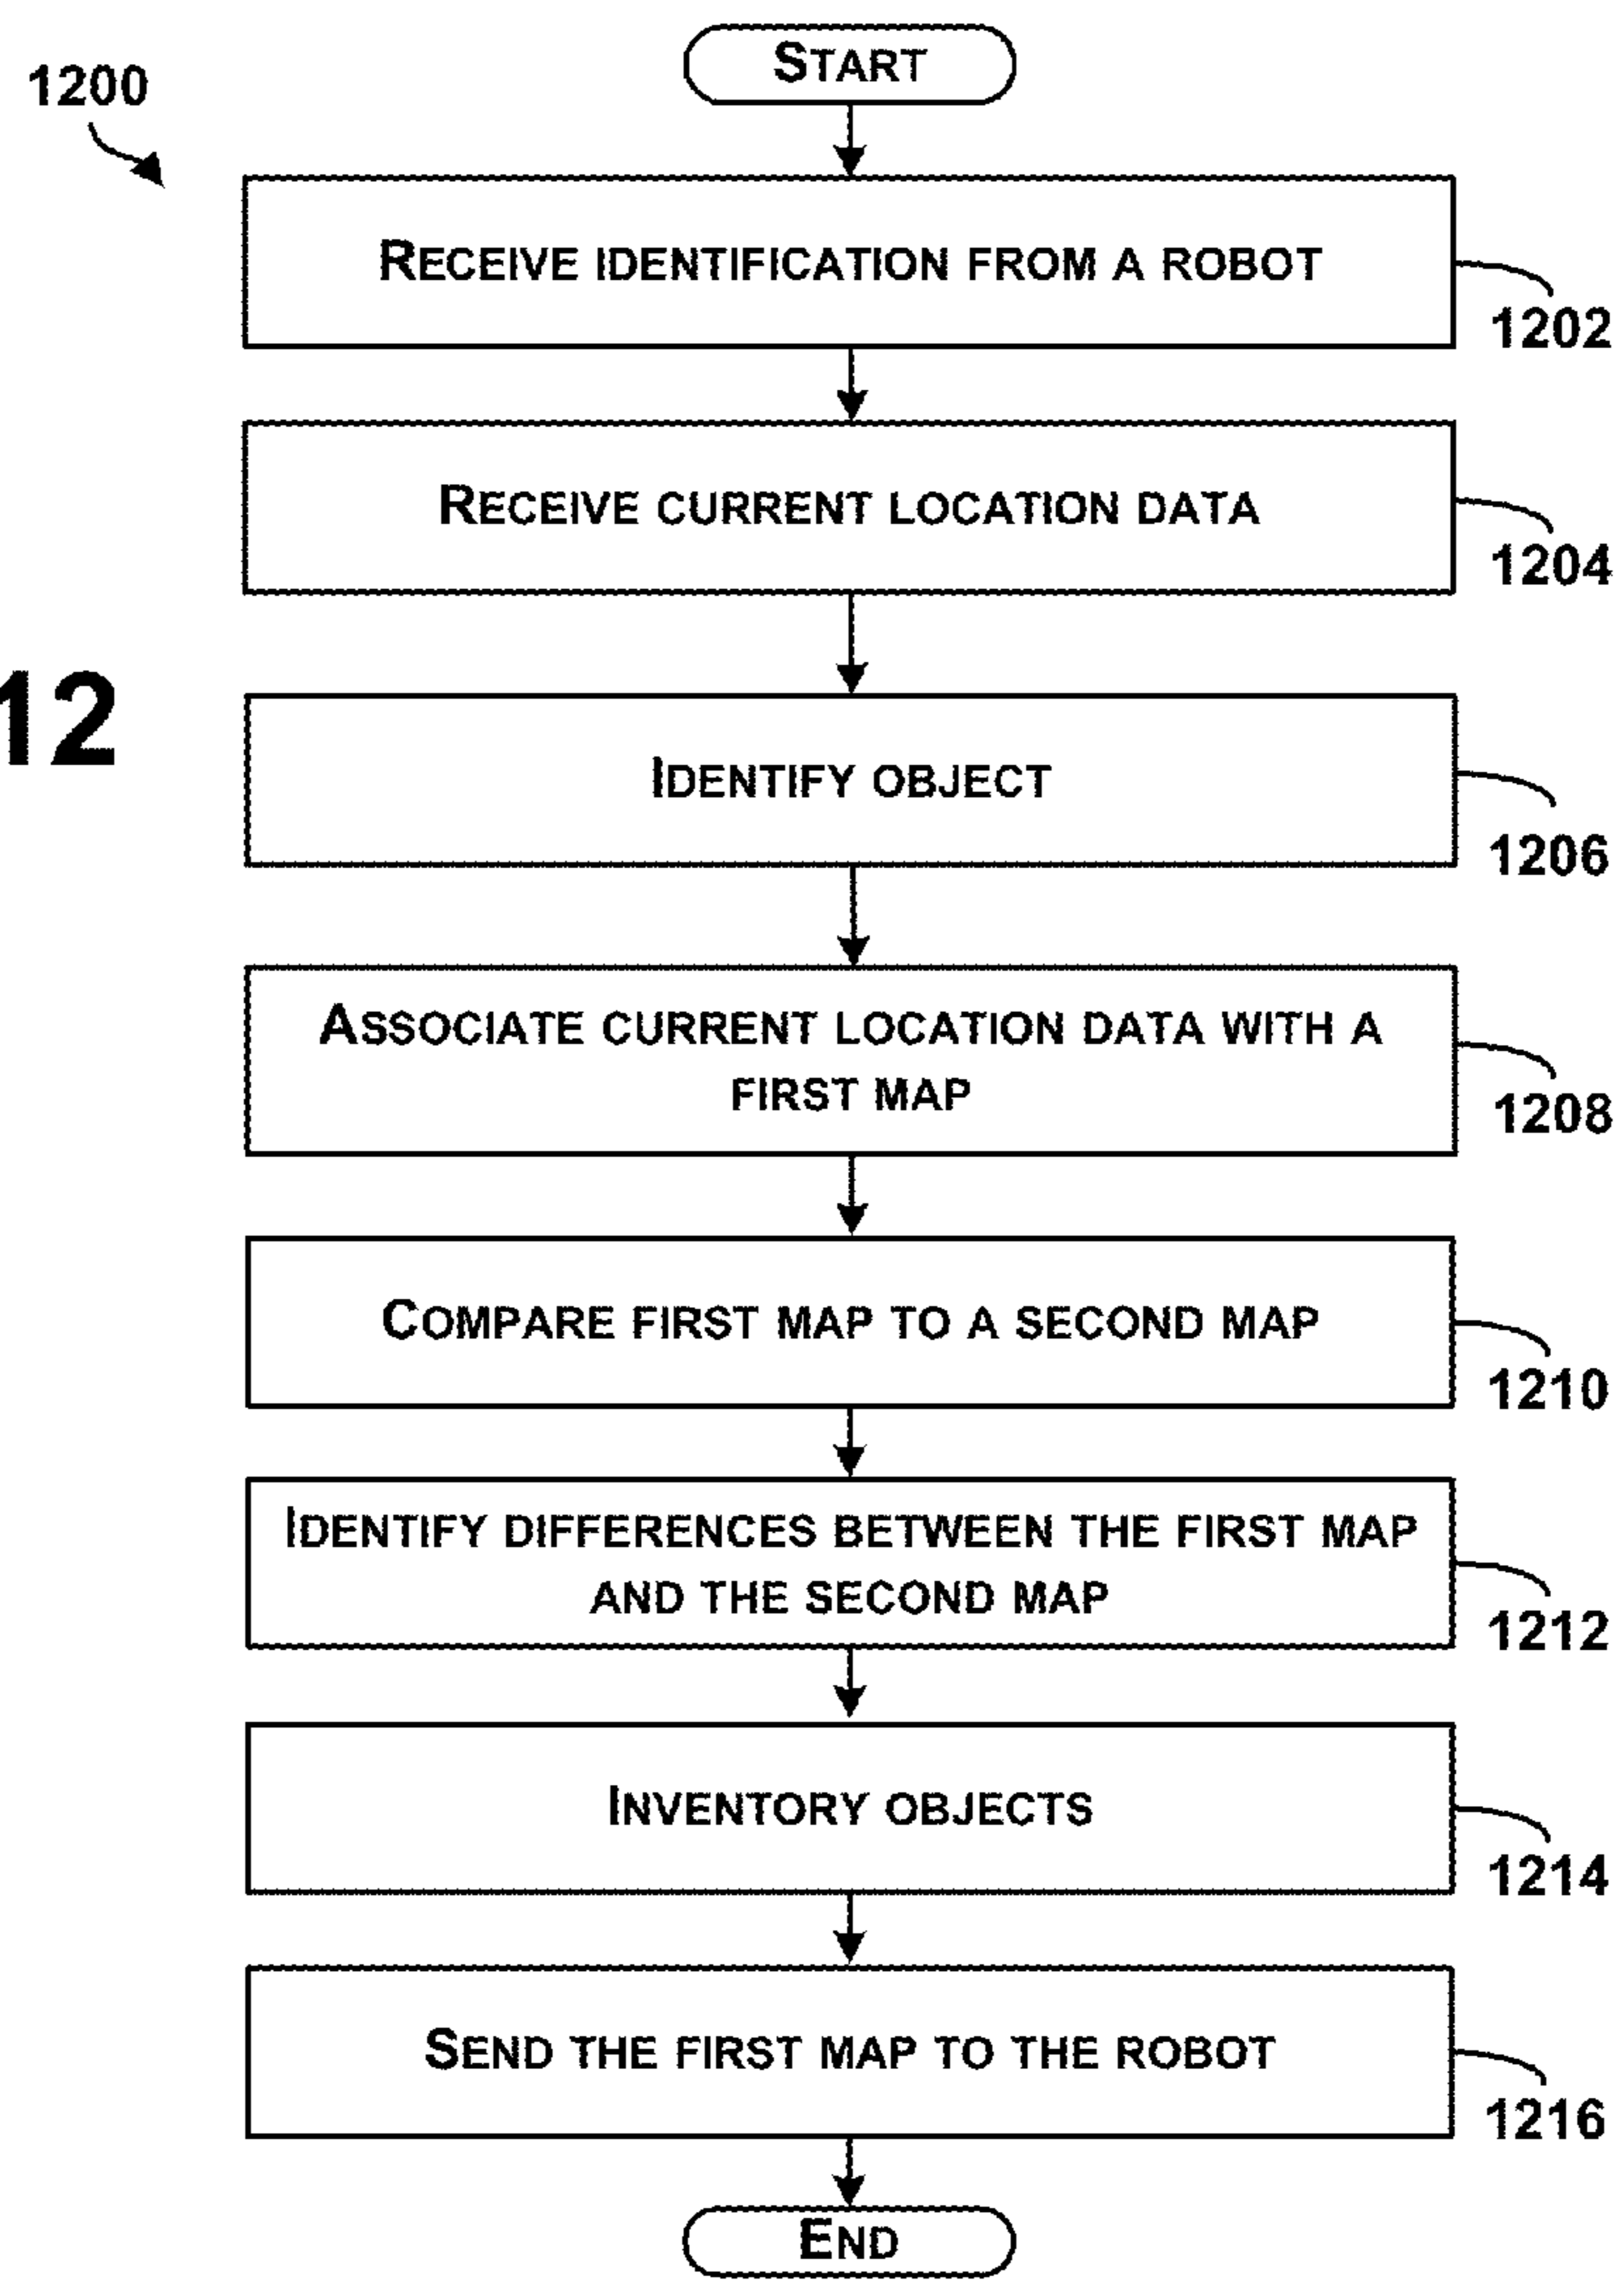 START
1200
RECEIVE IDENTIFICATION FROM A ROBOT
1202
RECEIVE CURRENT LOCATION DATA
1204
12
IDENTIFY OBJECT
1206
ASSOCIATE CURRENT LOCATION DATA WITH A
FIRST MAP
1208
COMPARE FIRST MAP TO A SECOND MAP
1210
IDENTIFY DIFFERENCES BETWEEN THE FIRST MAP
AND THE SECOND MAP
1212
INVENTORY OBJECTS
1214
SEND THE FIRST MAP TO THE ROBOT
1216
END